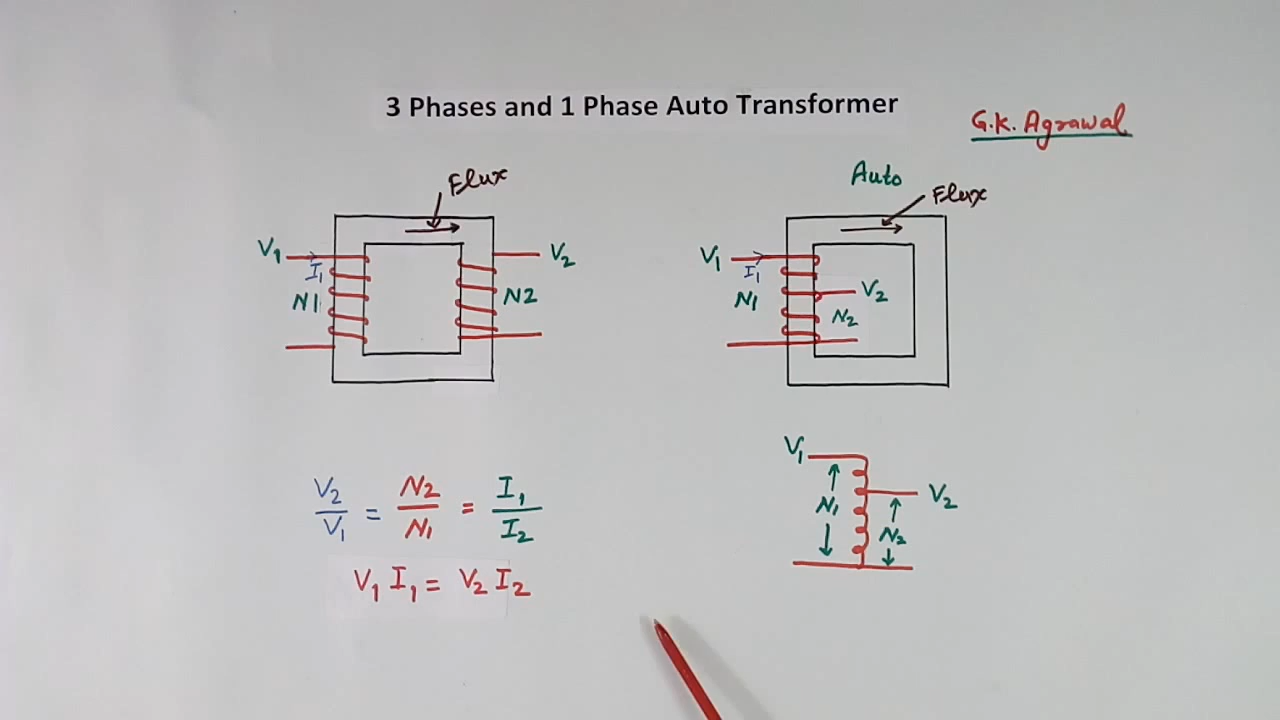 3 Phases and 1 Phase Auto Transformer
G.K. Agrawal
Flux
V1
I1
N1
V2
N2
Auto
Flux
V1
I1
N1
V2
N2
V2/V1 = N2/N1 = I1/I2
V1 I1 = V2 I2
V1
N1
V2
N2